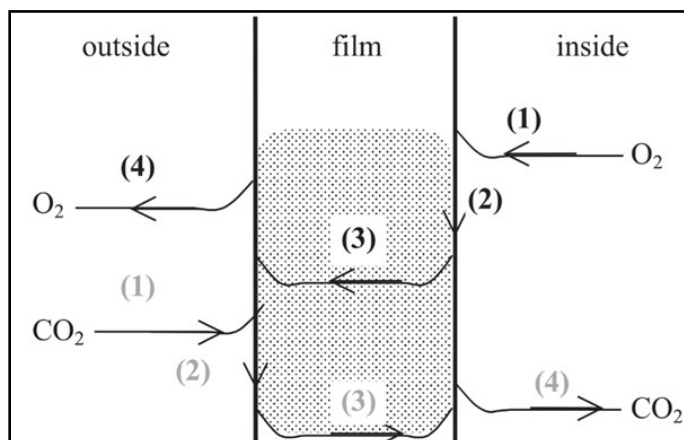 outside film inside
(1)
O₂
(4)
O₂
(2)
(3)
(1)
CO₂
(2)
(3)
(4)
CO₂